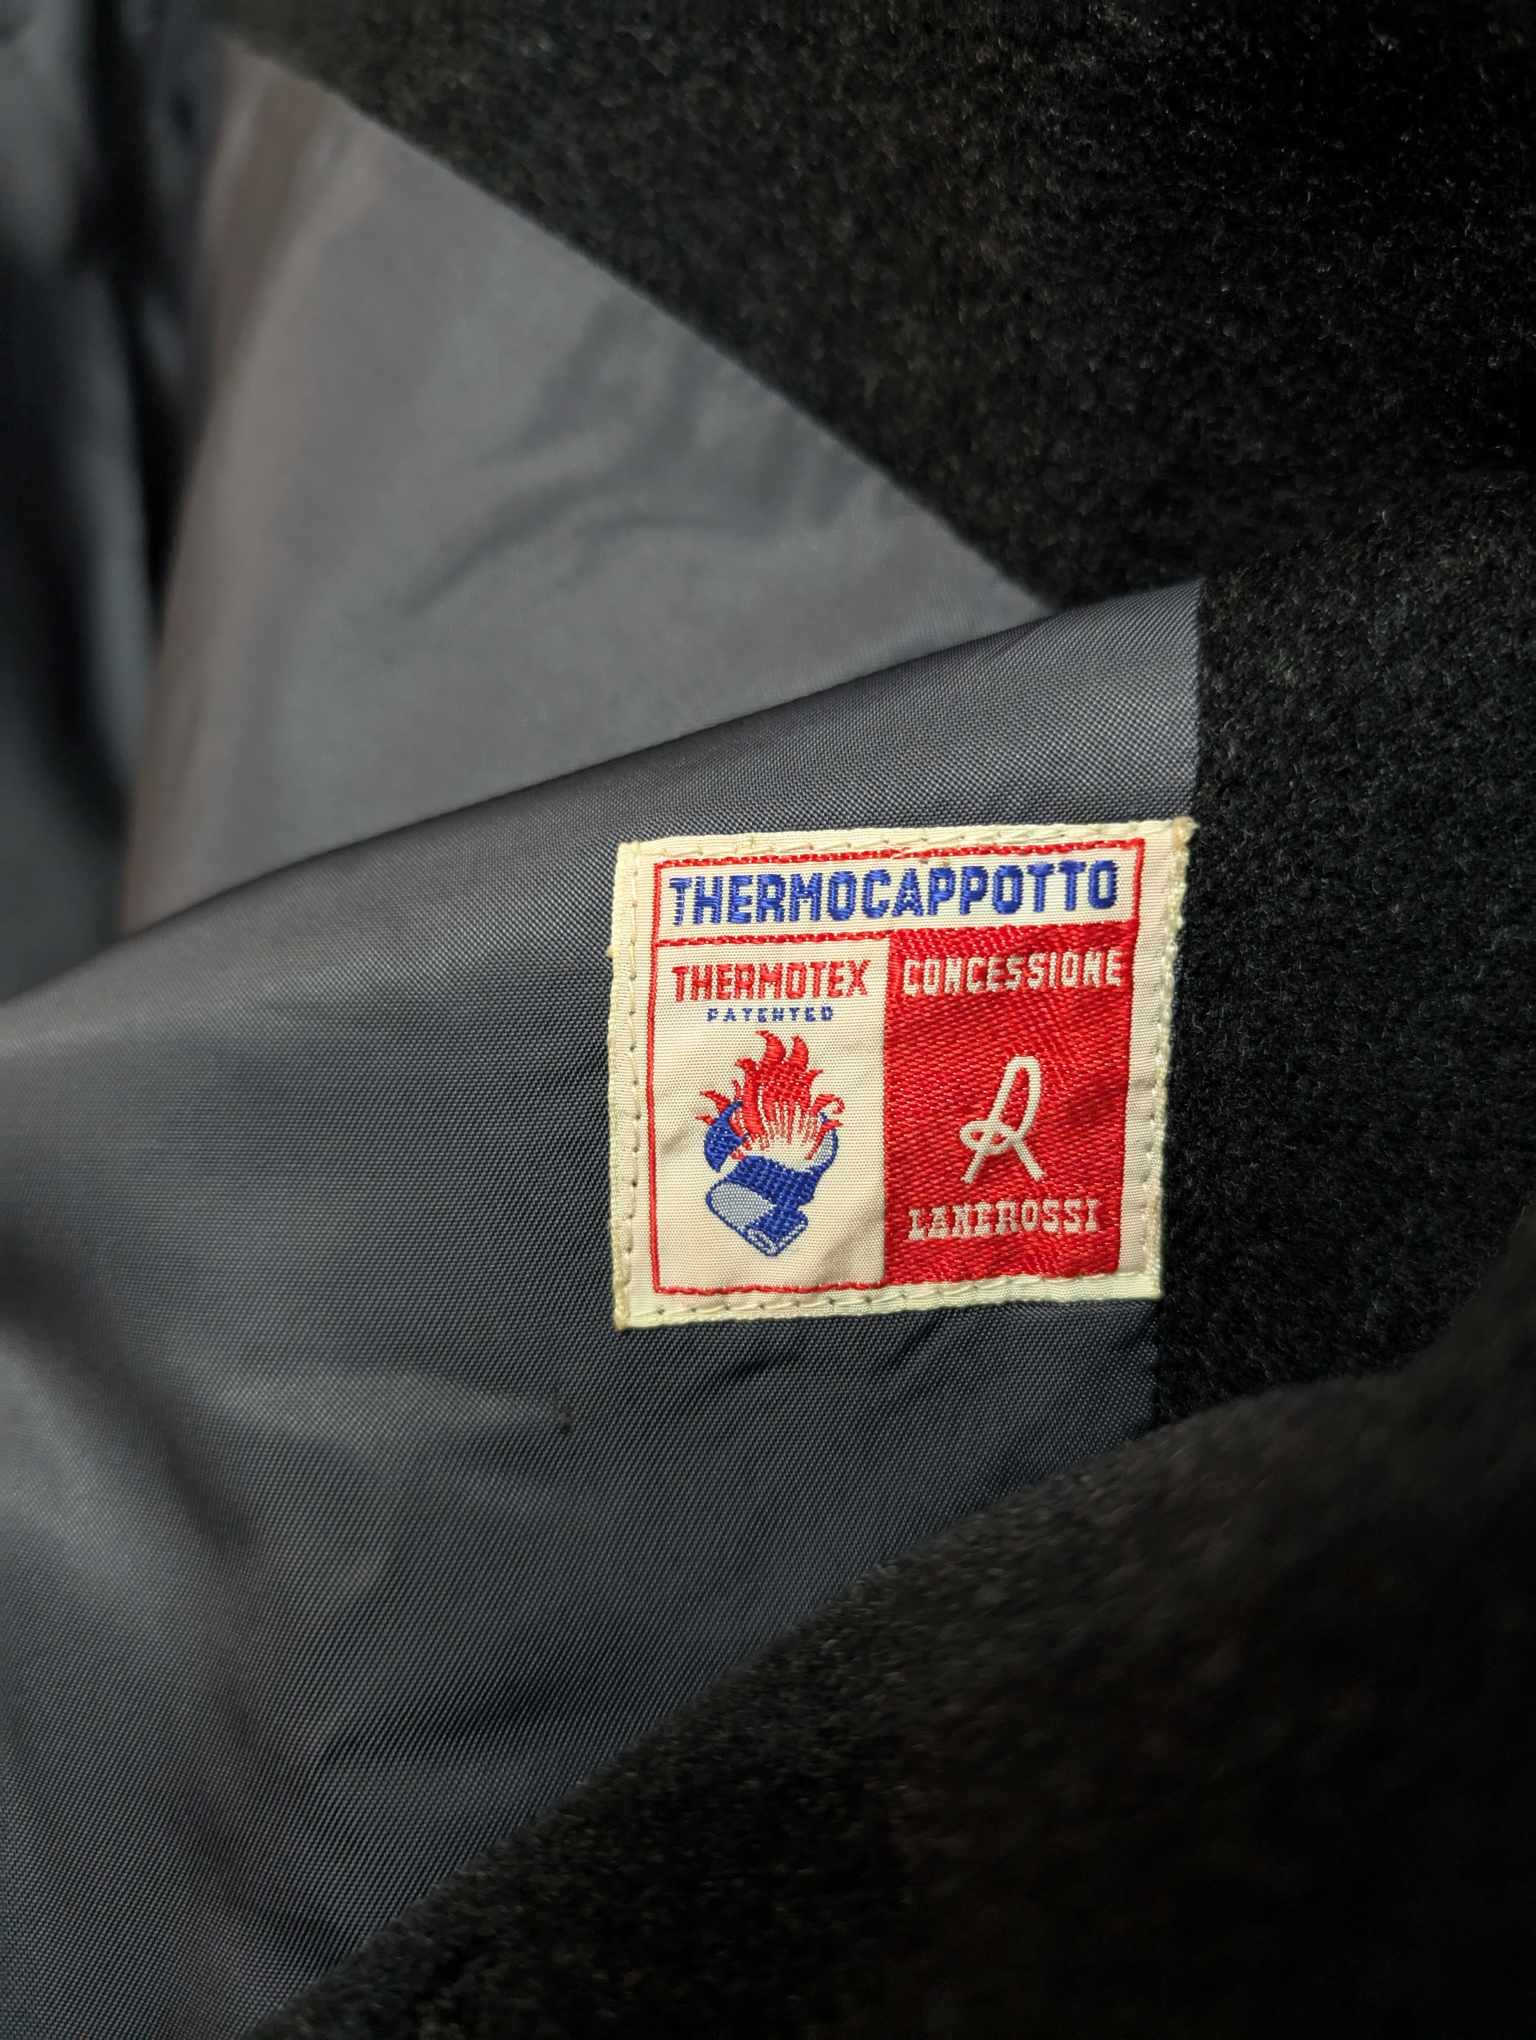 THERMOCAPPOTTO
THERMOTEX
PATENTED
CONCESSIONE
R
LANEROSSI